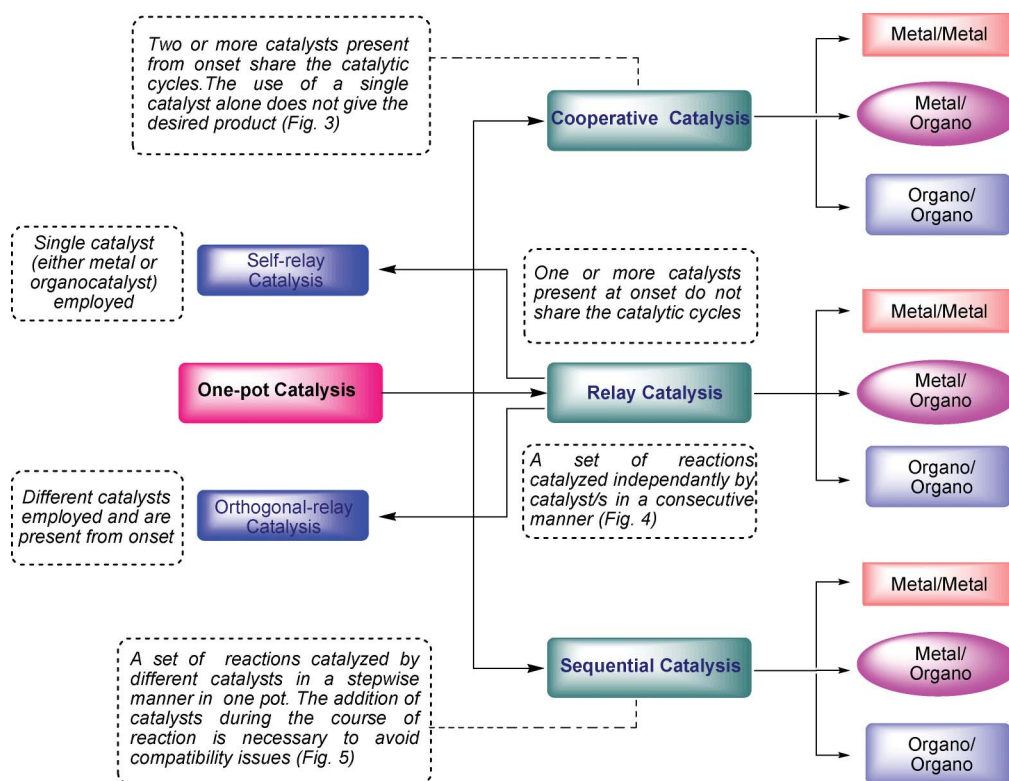 Two or more catalysts present
from onset share the catalytic
cycles.The use of a single
catalyst alone does not give the
desired product (Fig. 3)
Cooperative Catalysis
Metal/Metal
Metal/
Organo
Organo/
Organo
Single catalyst
(either metal or
organocatalyst)
employed
Self-relay
Catalysis
One or more catalysts
present at onset do not
share the catalytic cycles
Metal/Metal
One-pot Catalysis
Relay Catalysis
Metal/
Organo
A set of reactions
catalyzed independantly by
catalyst/s in a consecutive
manner (Fig. 4)
Organo/
Organo
Different catalysts
employed and are
present from onset
Orthogonal-relay
Catalysis
Metal/Metal
A set of reactions catalyzed by
different catalysts in a stepwise
manner in one pot. The addition of
catalysts during the course of
reaction is necessary to avoid
compatibility issues (Fig. 5)
Sequential Catalysis
Metal/
Organo
Organo/
Organo